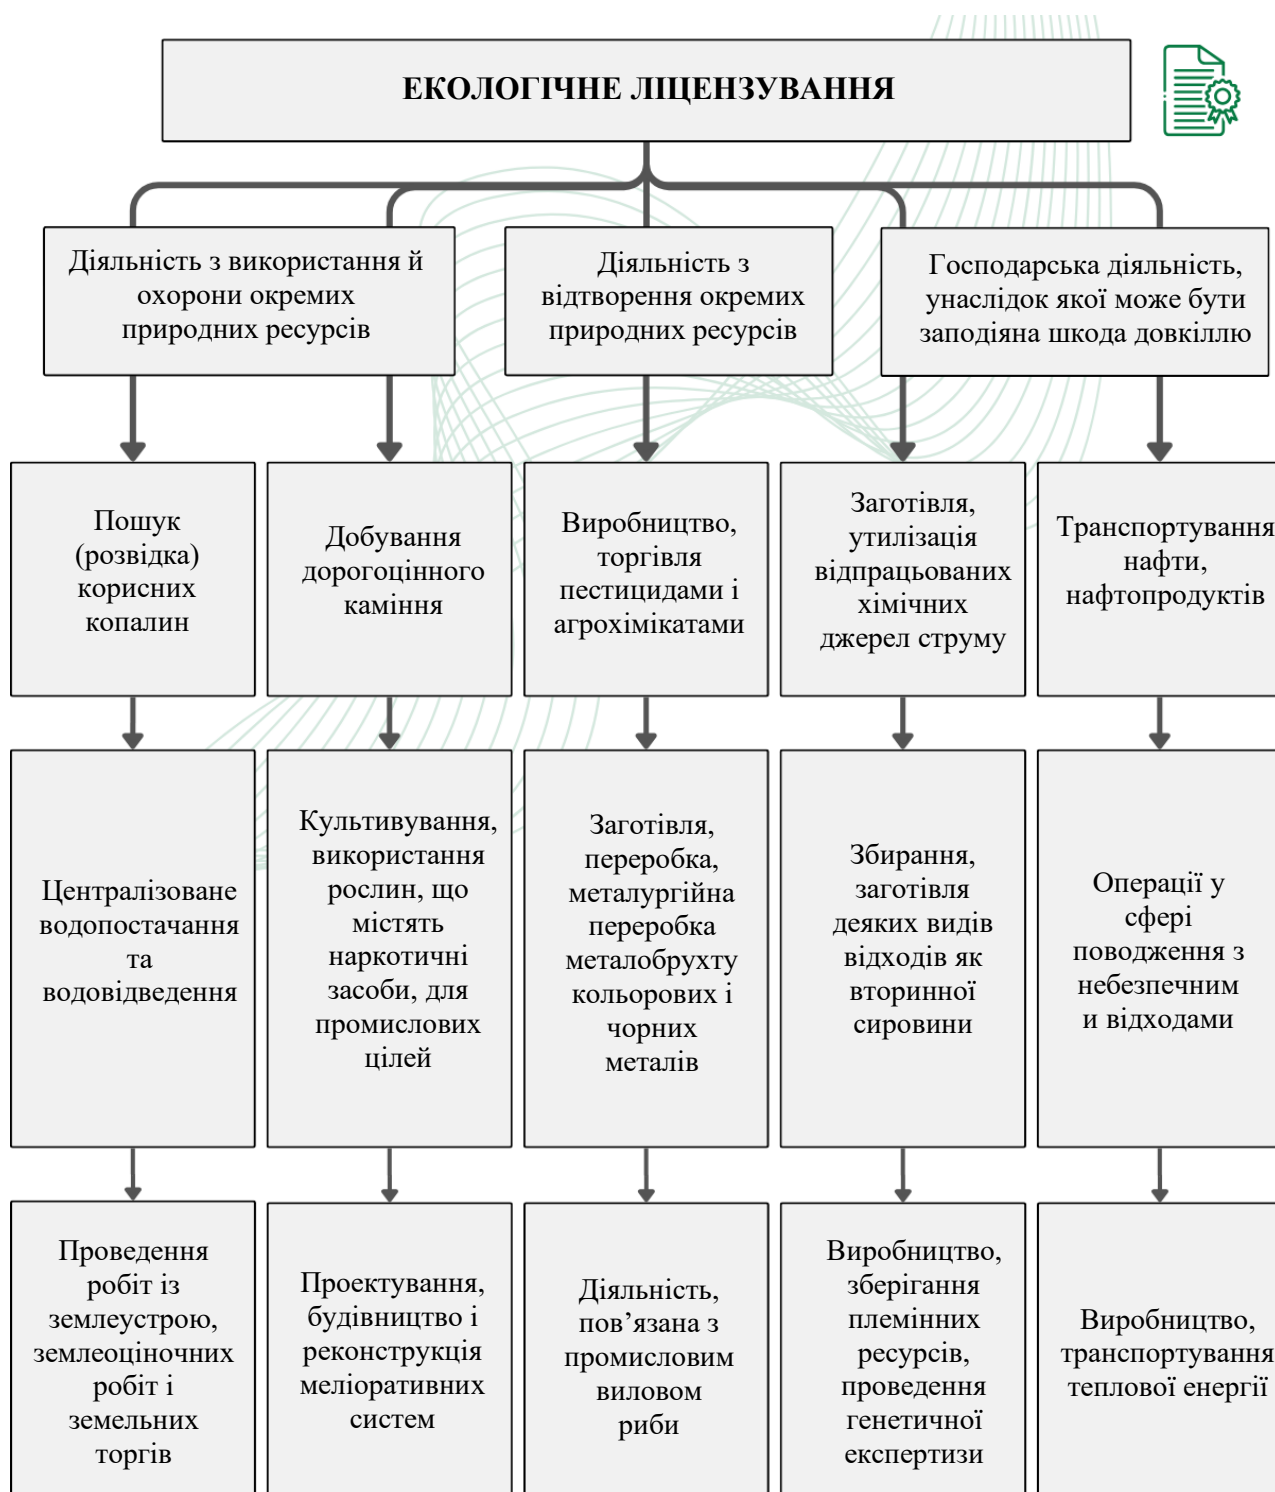 ЕКОЛОГІЧНЕ ЛІЦЕНЗУВАННЯ
Діяльність з використання й
охорони окремих
природних ресурсів
Діяльність з
відтворення окремих
природних ресурсів
Господарська діяльність,
унаслідок якої може бути
заподіяна шкода довкіллю
Пошук
(розвідка)
корисних
копалин
Добування
дорогоцінного
каміння
Виробництво,
торгівля
пестицидами і
агрохімікатами
Заготівля,
утилізація
відпрацьованих
хімічних
джерел струму
Транспортування
нафти,
нафтопродуктів
Централізоване
водопостачання
та
водовідведення
Культивування,
використання
рослин, що
містять
наркотичні
засоби, для
промислових
цілей
Заготівля,
переробка,
металургійна
переробка
металобрухту
кольорових і
чорних
металів
Збирання,
заготівля
деяких видів
відходів як
вторинної
сировини
Операції у
сфері
поводження з
небезпечним
и відходами
Проведення
робіт із
землеустрою,
землеоціночних
робіт і
земельних
торгів
Проектування,
будівництво і
реконструкція
меліоративних
систем
Діяльність,
пов’язана з
промисловим
виловом
риби
Виробництво,
зберігання
племінних
ресурсів,
проведення
генетичної
експертизи
Виробництво,
транспортування
теплової енергії